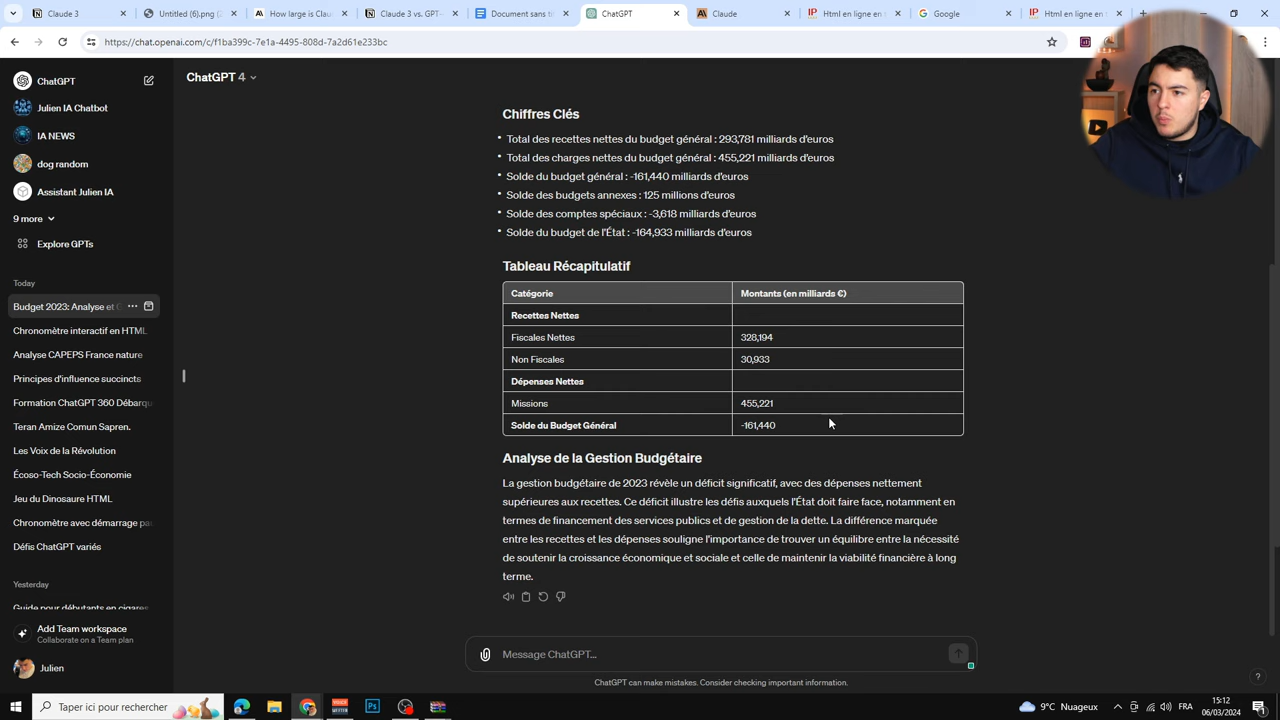 Claude 3
Untitled (6).png (2
How large is Clau
Claude 3 vs. GPT-
Document sans ti
ChatGPT
Claude
Html en ligne en s
Google
Html en ligne en s
https://chat.openai.com/c/f1ba399c-7e1a-4495-808d-7a2d61e233bc
ChatGPT
Julien IA Chatbot
IA NEWS
dog random
Assistant Julien IA
9 more
Explore GPTs
Today
Budget 2023: Analyse et G
Chronomètre interactif en HTML
Analyse CAPEPS France nature
Principes d'influence succincts
Formation ChatGPT 360 Débarqu
Teran Amize Comun Sapren.
Les Voix de la Révolution
Écoso-Tech Socio-Économie
Jeu du Dinosaure HTML
Chronomètre avec démarrage pa
Défis ChatGPT variés
Yesterday
Guide pour débutants en cigares
Add Team workspace
Collaborate on a Team plan
Julien
ChatGPT 4
Chiffres Clés
• Total des recettes nettes du budget général : 293,781 milliards d'euros
• Total des charges nettes du budget général : 455,221 milliards d'euros
• Solde du budget général : -161,440 milliards d'euros
• Solde des budgets annexes : 125 millions d'euros
• Solde des comptes spéciaux : -3,618 milliards d'euros
• Solde du budget de l'État : -164,933 milliards d'euros
Tableau Récapitulatif
Catégorie Montants (en milliards €)
Recettes Nettes
Fiscales Nettes 328,194
Non Fiscales 30,933
Dépenses Nettes
Missions 455,221
Solde du Budget Général -161,440
Analyse de la Gestion Budgétaire
La gestion budgétaire de 2023 révèle un déficit significatif, avec des dépenses nettement
supérieures aux recettes. Ce déficit illustre les défis auxquels l'État doit faire face, notamment en
termes de financement des services publics et de gestion de la dette. La différence marquée
entre les recettes et les dépenses souligne l'importance de trouver un équilibre entre la nécessité
de soutenir la croissance économique et sociale et celle de maintenir la viabilité financière à long
terme.
Message ChatGPT...
ChatGPT can make mistakes. Consider checking important information.
?
Taper ici pour rechercher
Ps
9°C Nuageux
FRA
15:12
06/03/2024